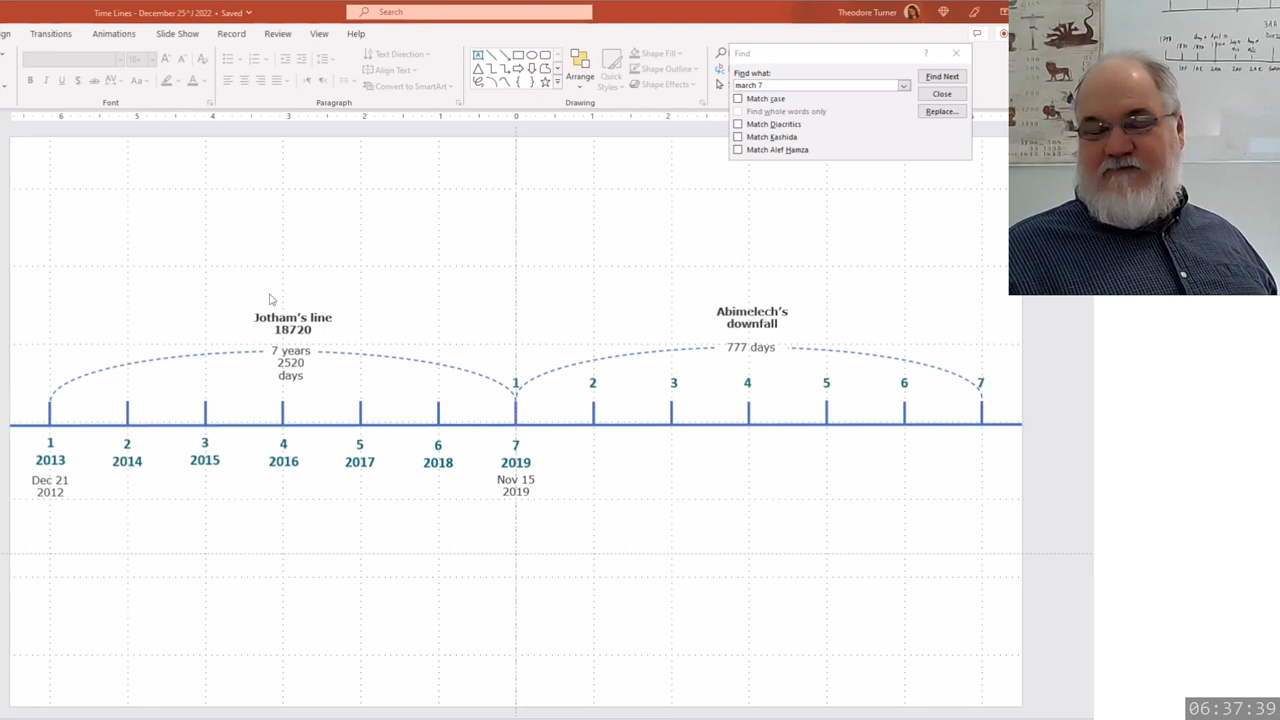 Time Lines - December 25^J 2022 • Saved
Search
Theodore Turner
Transitions
Animations
Slide Show
Record
Review
View
Help
Text Direction
Align Text
Convert to SmartArt
Arrange
Quick
Styles
Shape Fill
Shape Outline
Shape Effects
Font
Paragraph
Drawing
Find
Find what:
march 7
Match case
Find whole words only
Match Diacritics
Match Kashida
Match Alef Hamza
Find Next
Close
Replace...
Jotham's line
18720
7 years
2520
days
Abimelech's
downfall
777 days
1 2 3 4 5 6 7
1 2 3 4 5 6 7
2013 2014 2015 2016 2017 2018 2019
Dec 21
2012
Nov 15
2019
06:37:39